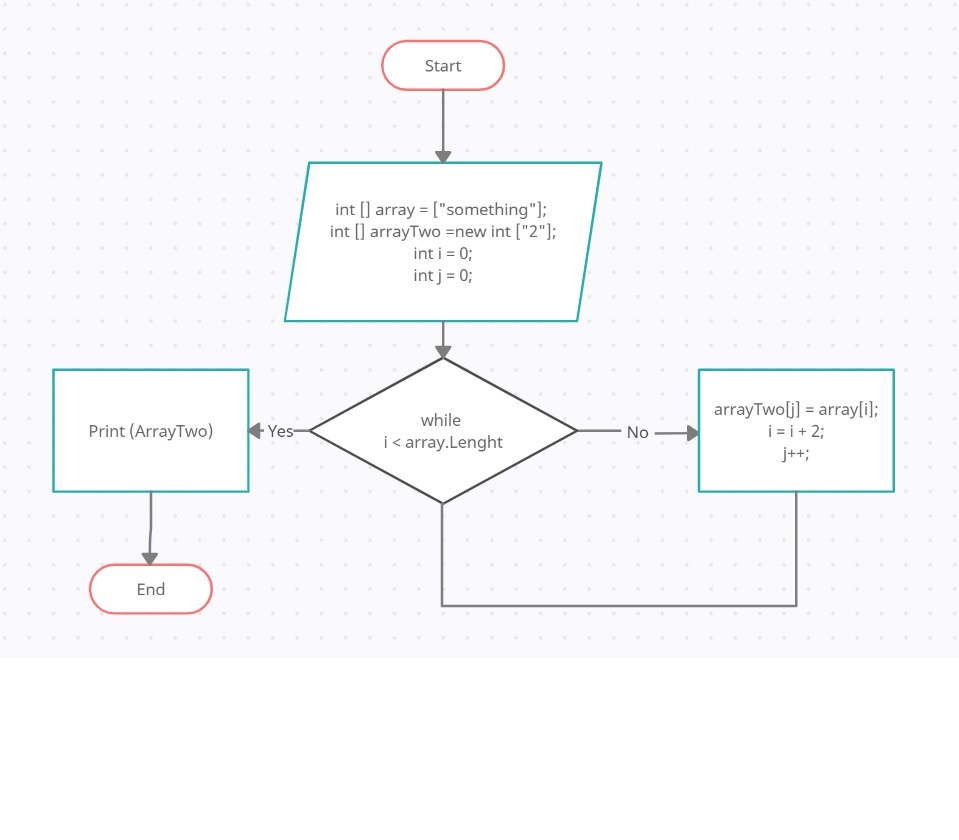 Start
int [] array = ["something"];
int [] arrayTwo =new int ["2"];
int i = 0;
int j = 0;
while
i < array.Lenght
Yes
No
Print (ArrayTwo)
arrayTwo[j] = array[i];
i = i + 2;
j++;
End